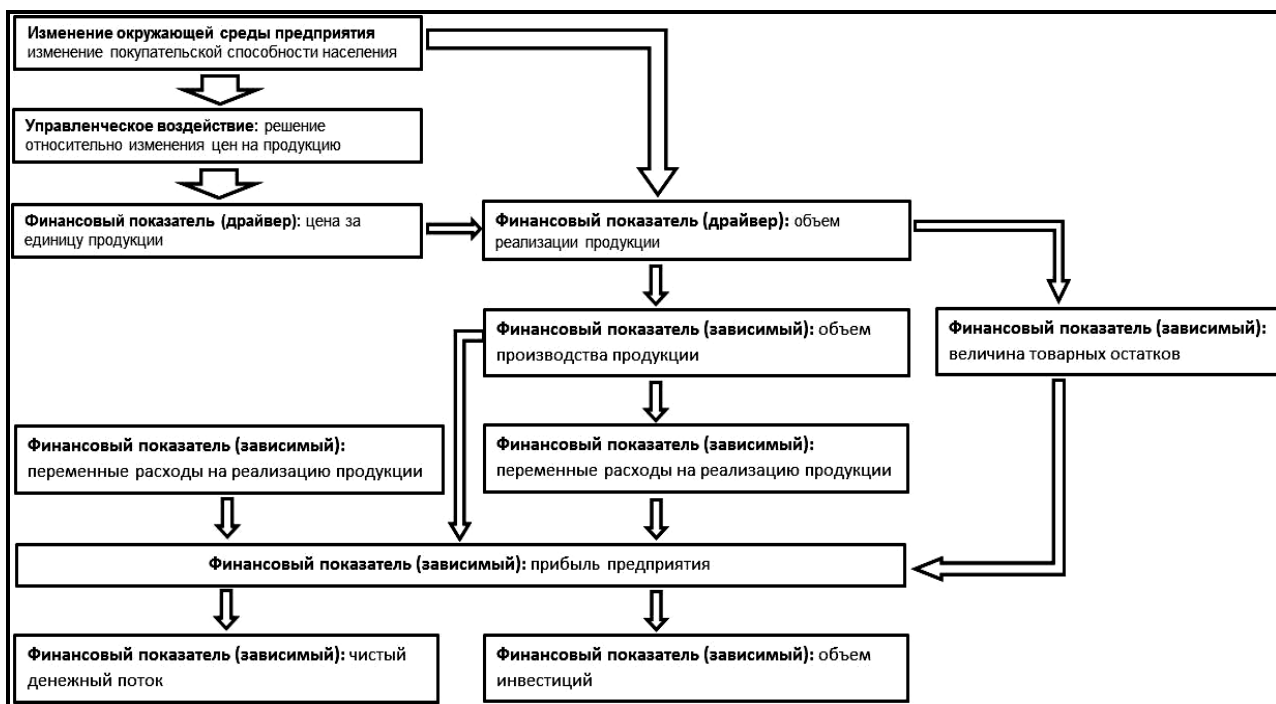 Изменение окружающей среды предприятия
изменение покупательской способности населения
Управленческое воздействие: решение
относительно изменения цен на продукцию
Финансовый показатель (драйвер): цена за
единицу продукции
Финансовый показатель (драйвер): объем
реализации продукции
Финансовый показатель (зависимый): объем
производства продукции
Финансовый показатель (зависимый):
величина товарных остатков
Финансовый показатель (зависимый):
переменные расходы на реализацию продукции
Финансовый показатель (зависимый):
переменные расходы на реализацию продукции
Финансовый показатель (зависимый): прибыль предприятия
Финансовый показатель (зависимый): чистый
денежный поток
Финансовый показатель (зависимый): объем
инвестиций